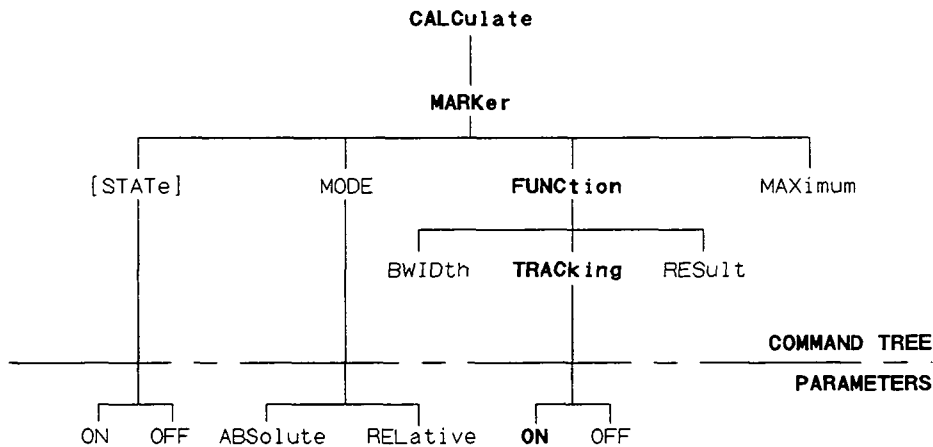 CALCulate
MARKer
[STATe] MODE FUNCtion MAXimum
BWIDth TRACking RESult
COMMAND TREE
PARAMETERS
ON OFF ABSolute RELative ON OFF